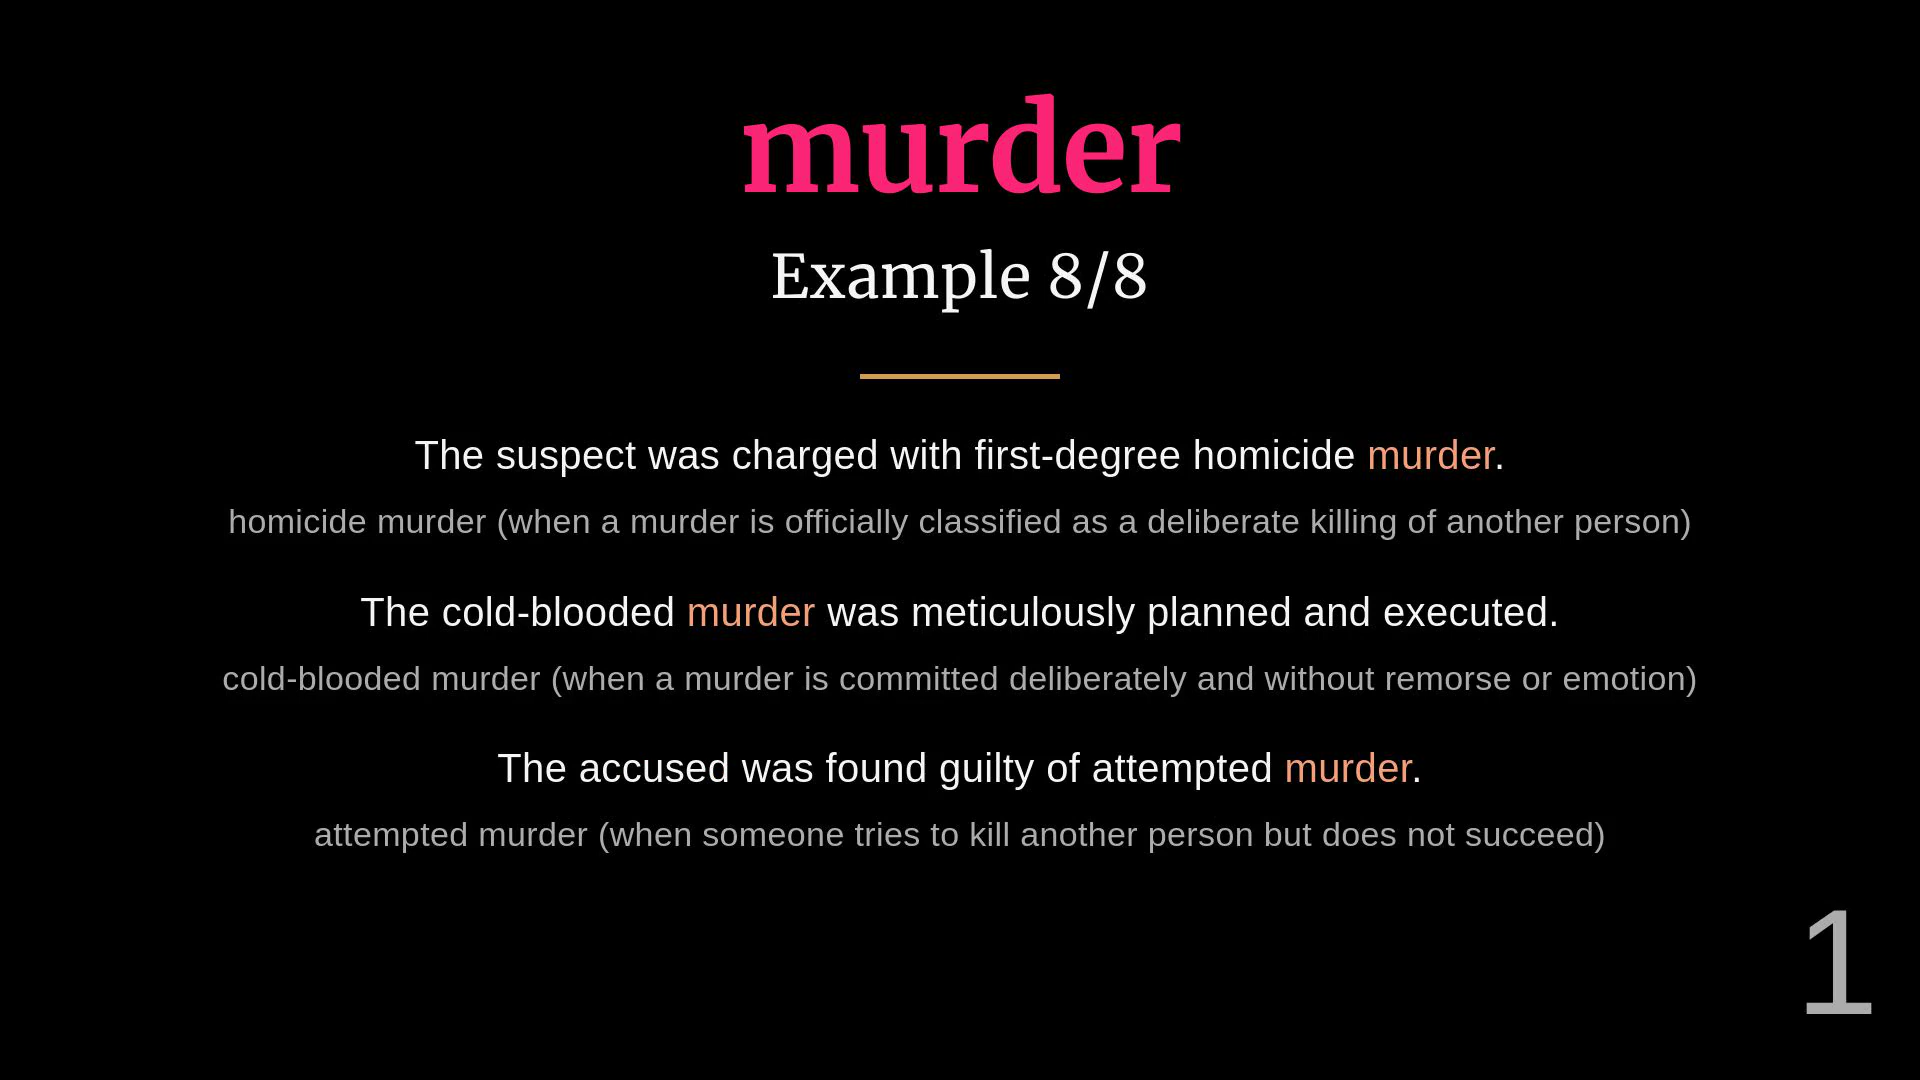 murder
Example 8/8
The suspect was charged with first-degree homicide murder.
homicide murder (when a murder is officially classified as a deliberate killing of another person)
The cold-blooded murder was meticulously planned and executed.
cold-blooded murder (when a murder is committed deliberately and without remorse or emotion)
The accused was found guilty of attempted murder.
attempted murder (when someone tries to kill another person but does not succeed)
1